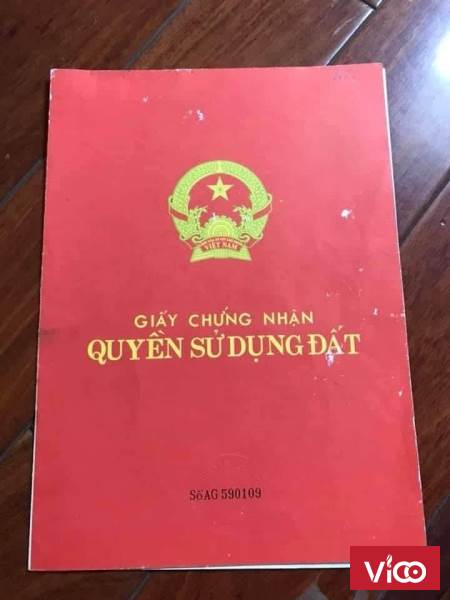 VIỆT NAM
GIẤY CHỨNG NHẬN
QUYỀN SỬ DỤNG ĐẤT
Số AG 590109
Vico